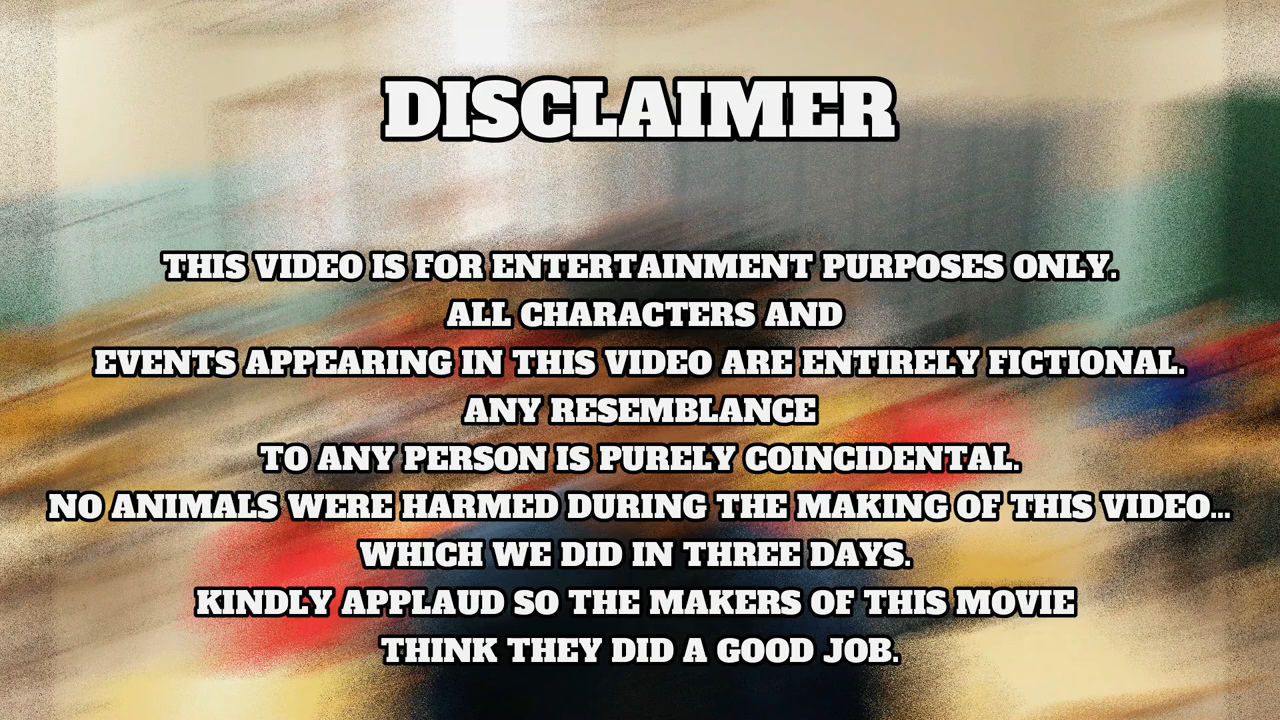 DISCLAIMER
THIS VIDEO IS FOR ENTERTAINMENT PURPOSES ONLY.
ALL CHARACTERS AND
EVENTS APPEARING IN THIS VIDEO ARE ENTIRELY FICTIONAL.
ANY RESEMBLANCE
TO ANY PERSON IS PURELY COINCIDENTAL.
NO ANIMALS WERE HARMED DURING THE MAKING OF THIS VIDEO...
WHICH WE DID IN THREE DAYS.
KINDLY APPLAUD SO THE MAKERS OF THIS MOVIE
THINK THEY DID A GOOD JOB.